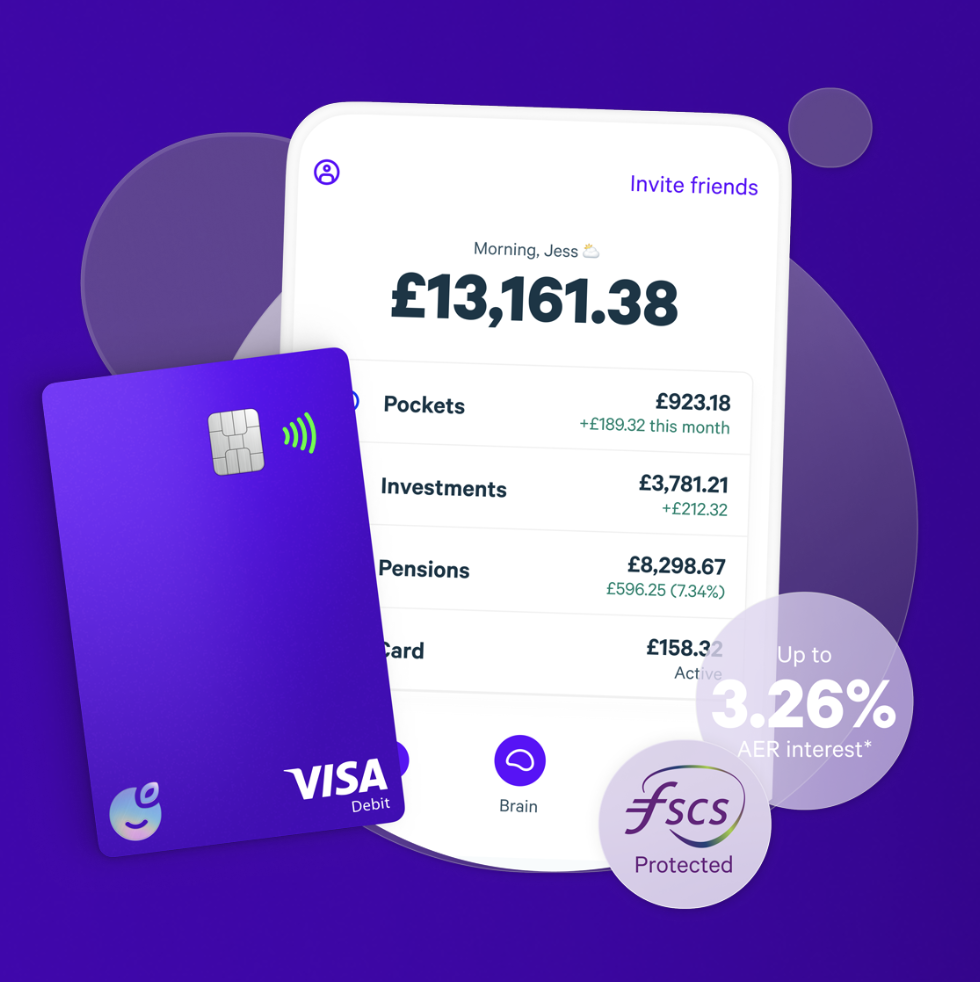 Invite friends
Morning, Jess
£13,161.38
Pockets
£923.18
+£189.32 this month
Investments
£3,781.21
+£212.32
Pensions
£8,298.67
£596.25 (7.34%)
Card
£158.32
Active
Up to
3.26%
AER interest*
VISA
Debit
Brain
fscs
Protected